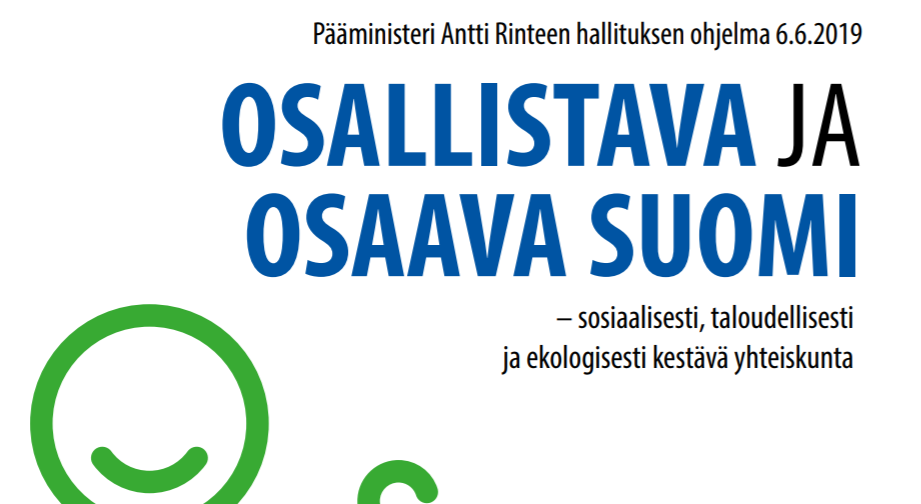 Pääministeri Antti Rinteen hallituksen ohjelma 6.6.2019
OSALLISTAVA JA
OSAAVA SUOMI
– sosiaalisesti, taloudellisesti
ja ekologisesti kestävä yhteiskunta